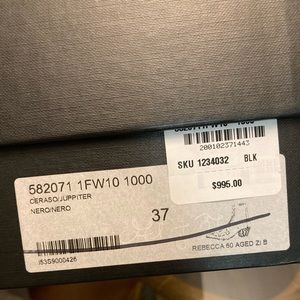 200102371443
SKU 1234032 BLK
$995.00
582071 1FW10 1000
CERASO/JUPPITER
NERO/NERO
37
REBECCA 60 AGED ZI B